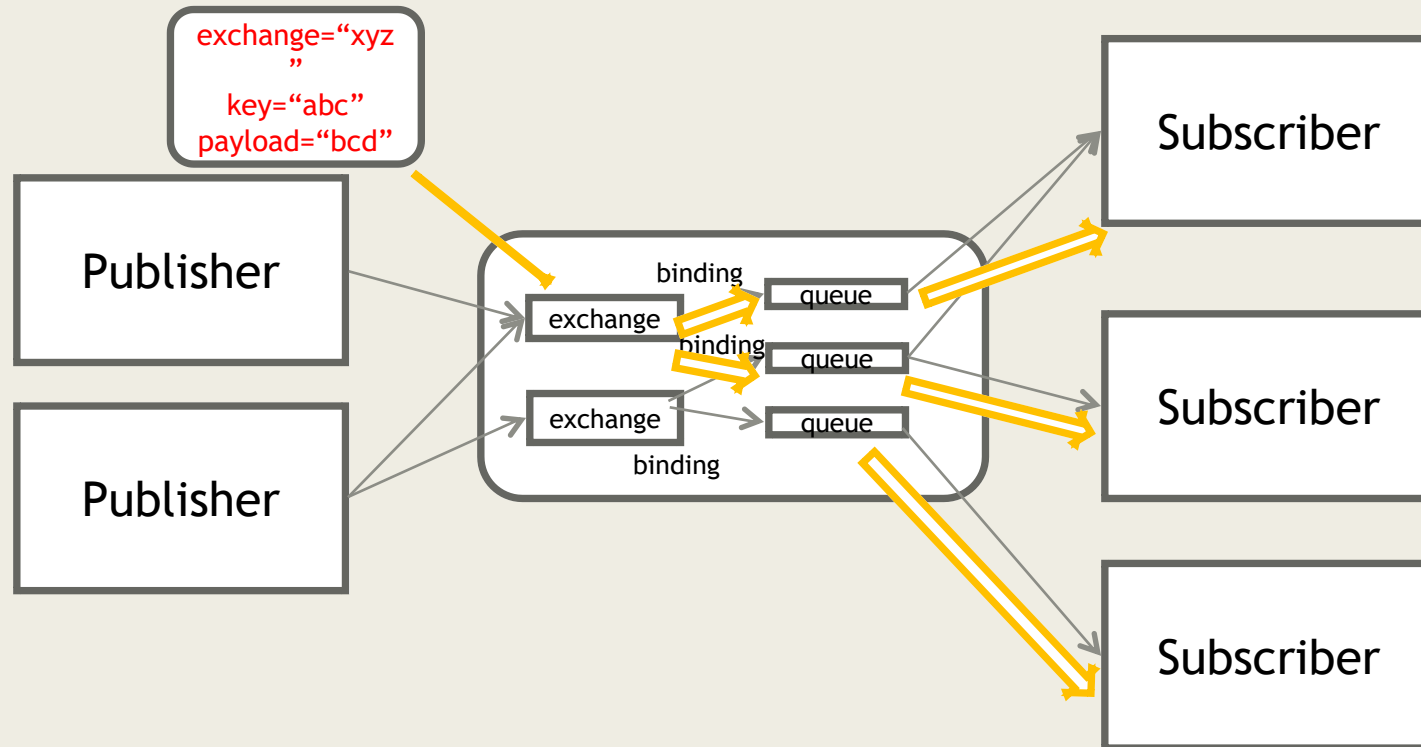 exchange=“xyz
”
key=“abc”
payload=“bcd”
Publisher
Publisher
binding
exchange
queue
binding
queue
exchange
queue
binding
Subscriber
Subscriber
Subscriber